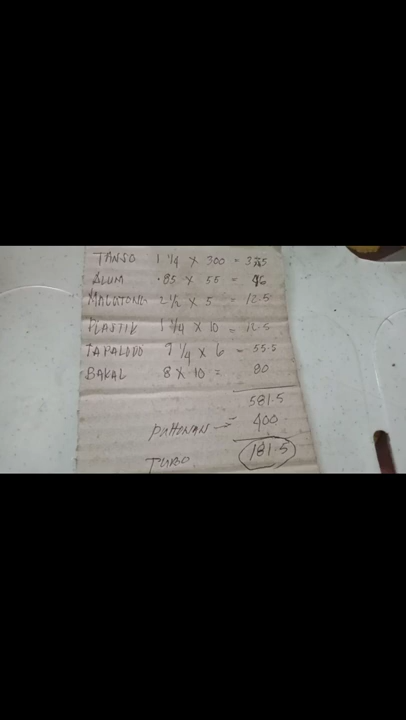 TANSO 1 1/4 X 300 = 375
ALUM .85 X 55 = 46
2 1/2 X 5 = 12.5
PLASTIK 1 1/4 X 10 = 12.5
9 1/4 X 6 = 55.5
BAKAL 8 X 10 = 80
581.5
PUHUNAN - 400
TUBO 181.5